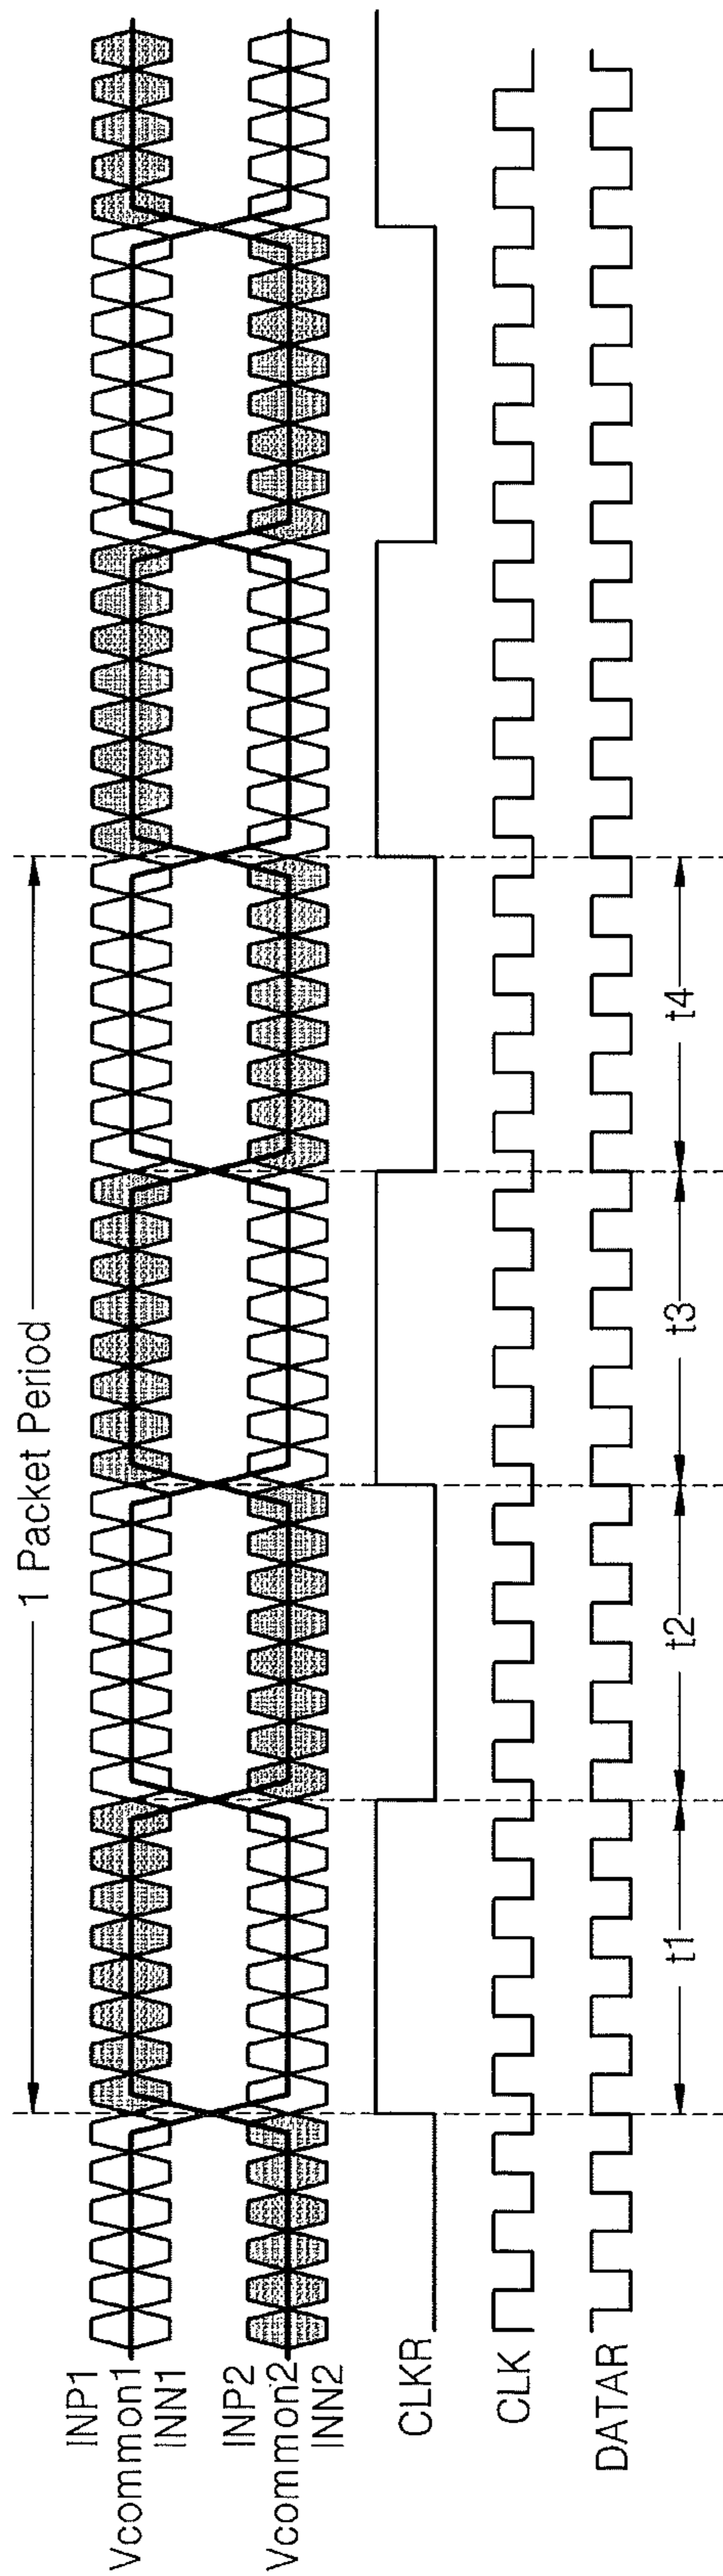 1 Packet Period
INP1
Vcommon1
INN1
INP2
Vcommon2
INN2
CLKR
CLK
DATAR
t1
t2
t3
t4